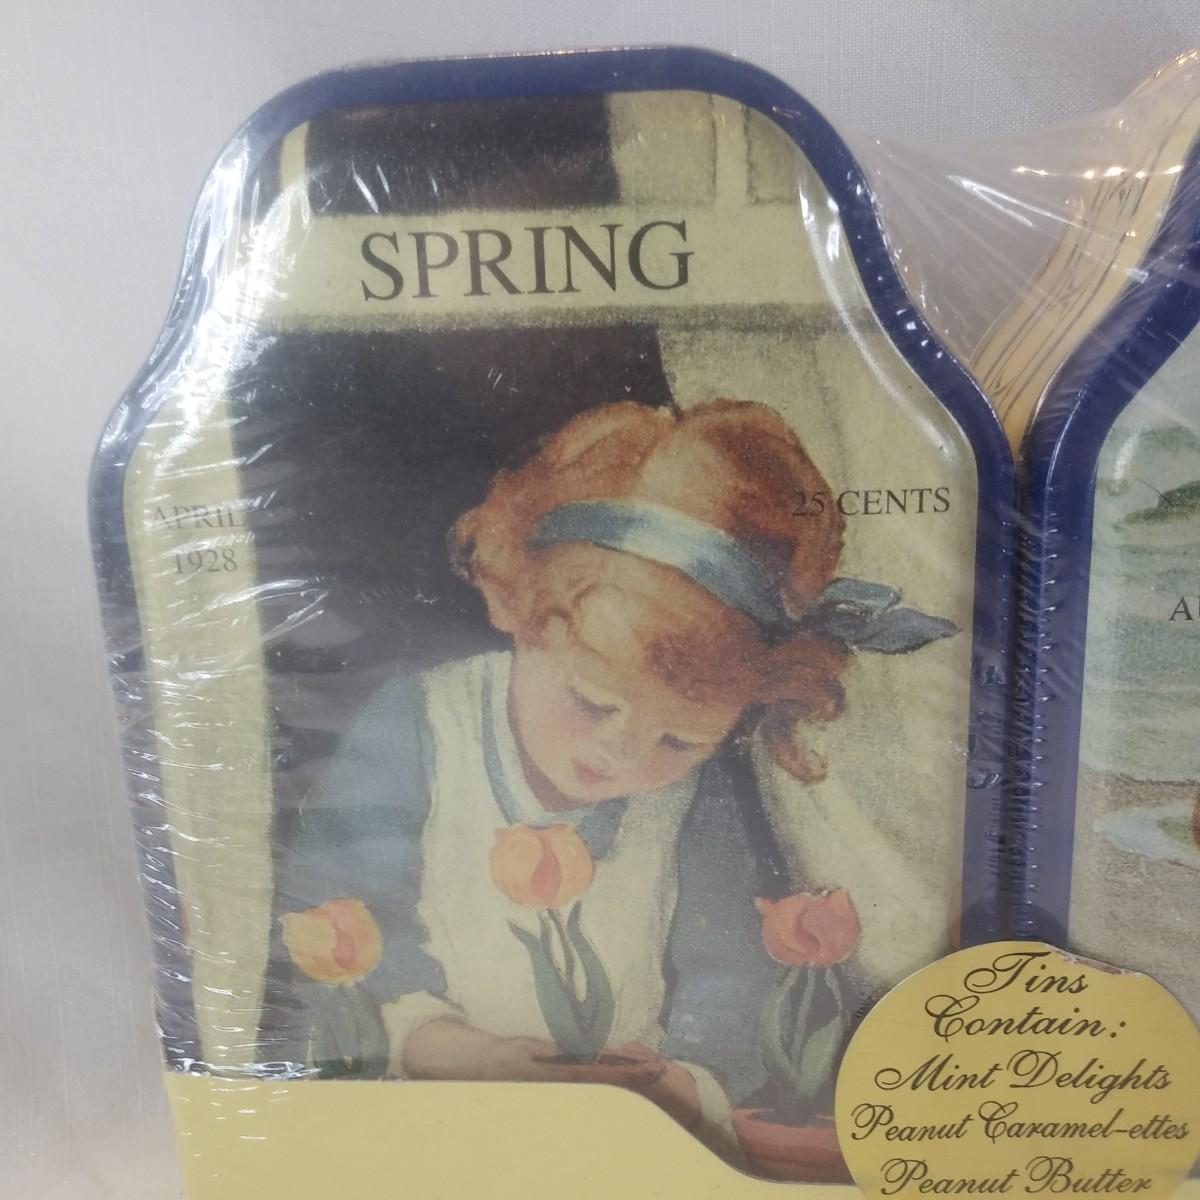 SPRING
APRIL
1928
25 CENTS
Tins
Contain:
Mint Delights
Peanut Caramel-ettes
Peanut Butter